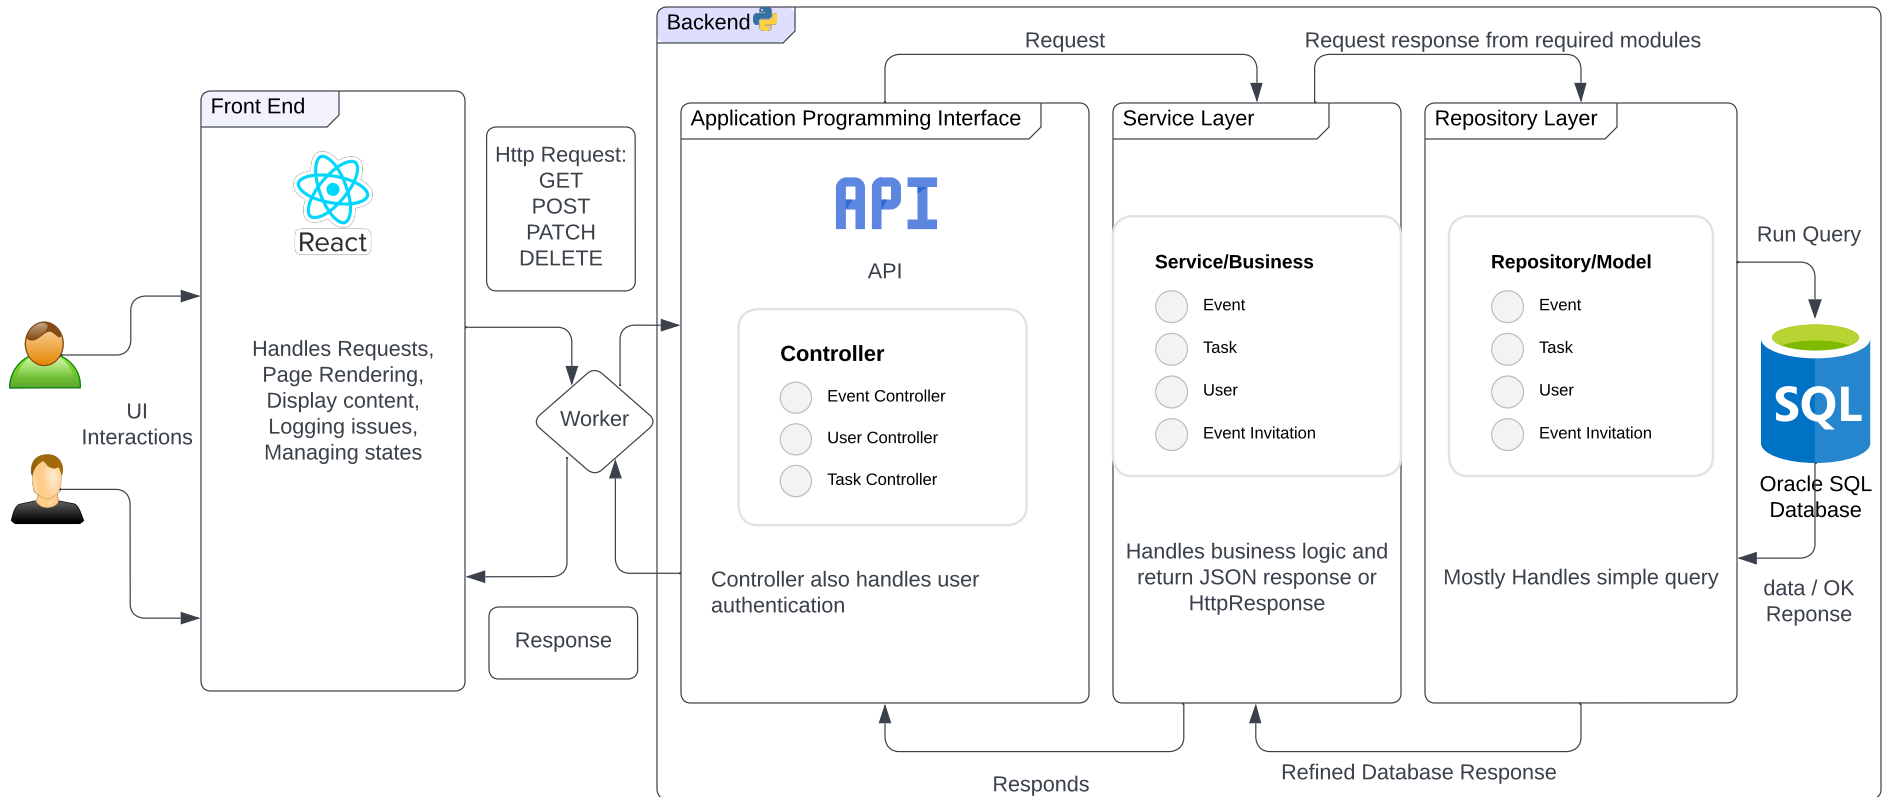 Backend
Request
Request response from required modules
Front End
Application Programming Interface
Service Layer
Repository Layer
React
Http Request:
GET
POST
PATCH
DELETE
API
API
Handles Requests,
Page Rendering,
Display content,
Logging issues,
Managing states
UI
Interactions
Worker
Controller
Event Controller
User Controller
Task Controller
Controller also handles user
authentication
Service/Business
Event
Task
User
Event Invitation
Handles business logic and
return JSON response or
HttpResponse
Repository/Model
Event
Task
User
Event Invitation
Mostly Handles simple query
Run Query
SQL
Oracle SQL
Database
data / OK
Reponse
Response
Responds
Refined Database Response